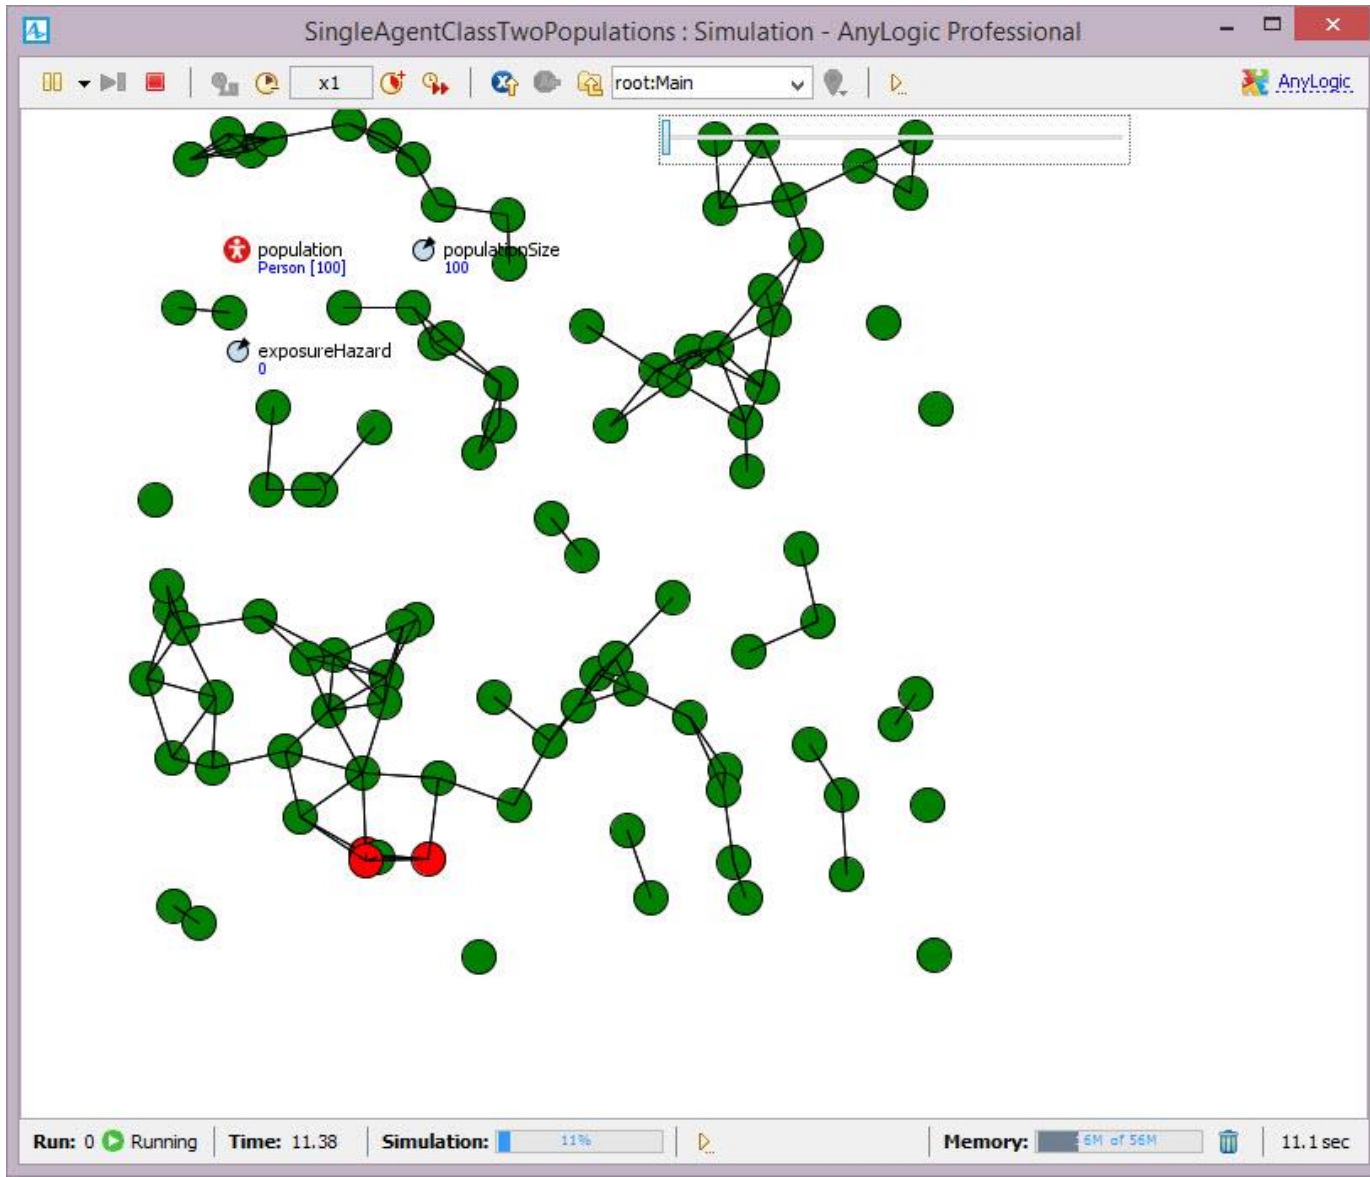 SingleAgentClassTwoPopulations : Simulation - AnyLogic Professional
x1
root:Main
AnyLogic
population
Person [100]
populationSize
100
exposureHazard
0
Run: 0 Running
Time: 11.38
Simulation: 11%
Memory: 6M of 56M
11.1 sec